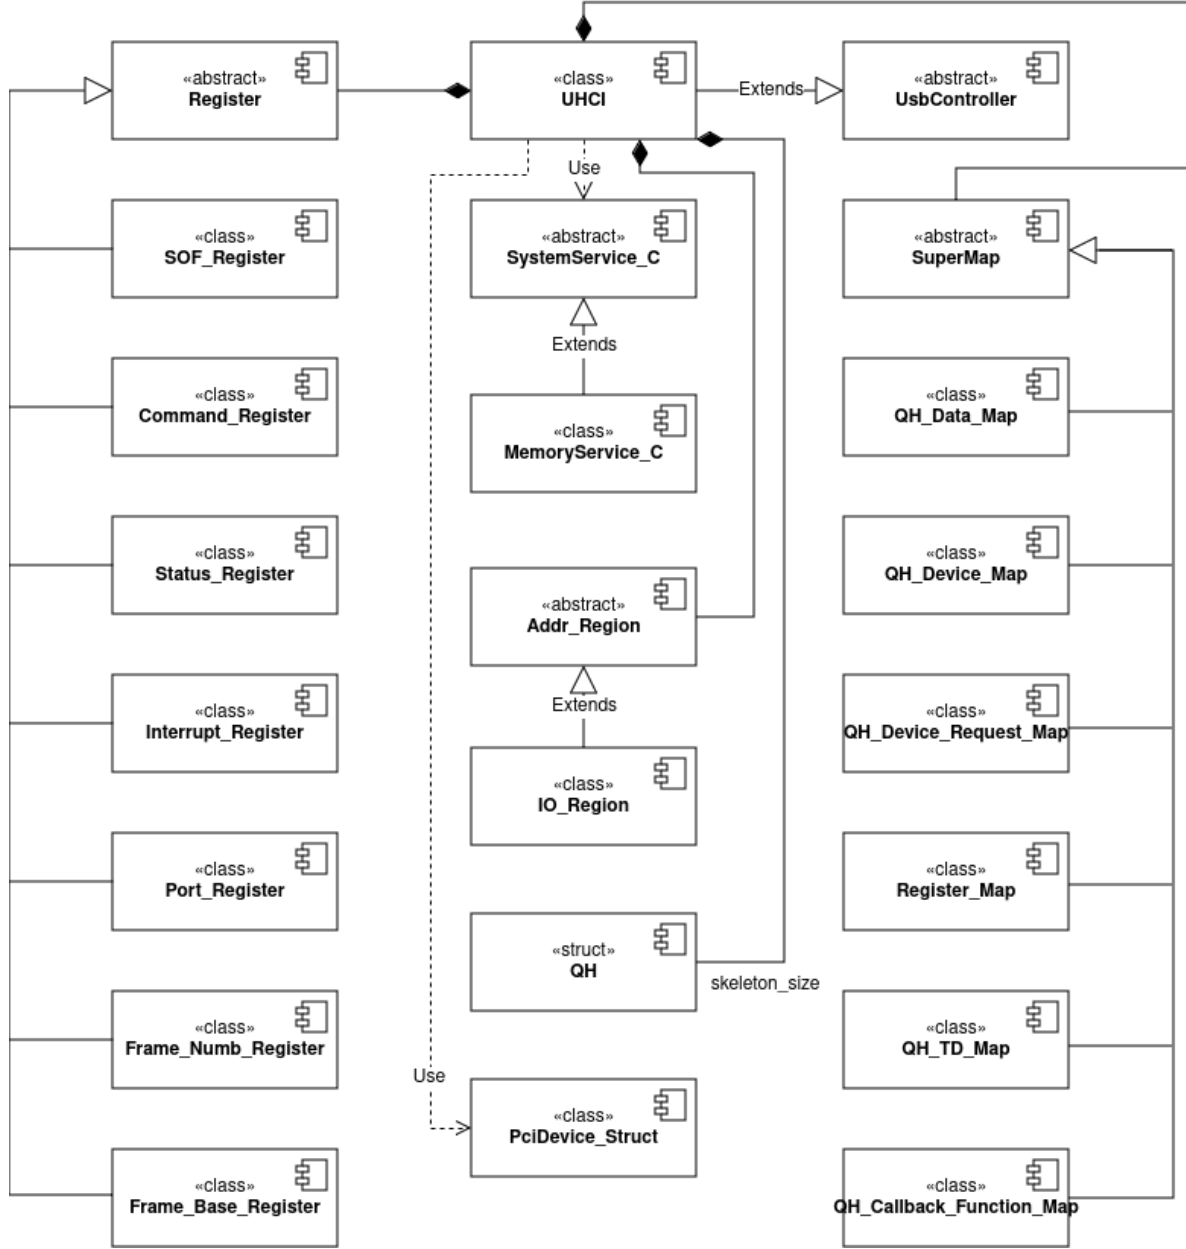 «abstract»
Register
«class»
UHCI
Extends
«abstract»
UsbController
Use
«class»
SOF_Register
«abstract»
SystemService_C
«abstract»
SuperMap
Extends
«class»
Command_Register
«class»
MemoryService_C
«class»
QH_Data_Map
«class»
Status_Register
«abstract»
Addr_Region
«class»
QH_Device_Map
Extends
«class»
Interrupt_Register
«class»
IO_Region
«class»
QH_Device_Request_Map
«class»
Port_Register
«struct»
QH
skeleton_size
«class»
Register_Map
«class»
Frame_Numb_Register
Use
«class»
PciDevice_Struct
«class»
QH_TD_Map
«class»
Frame_Base_Register
«class»
QH_Callback_Function_Map